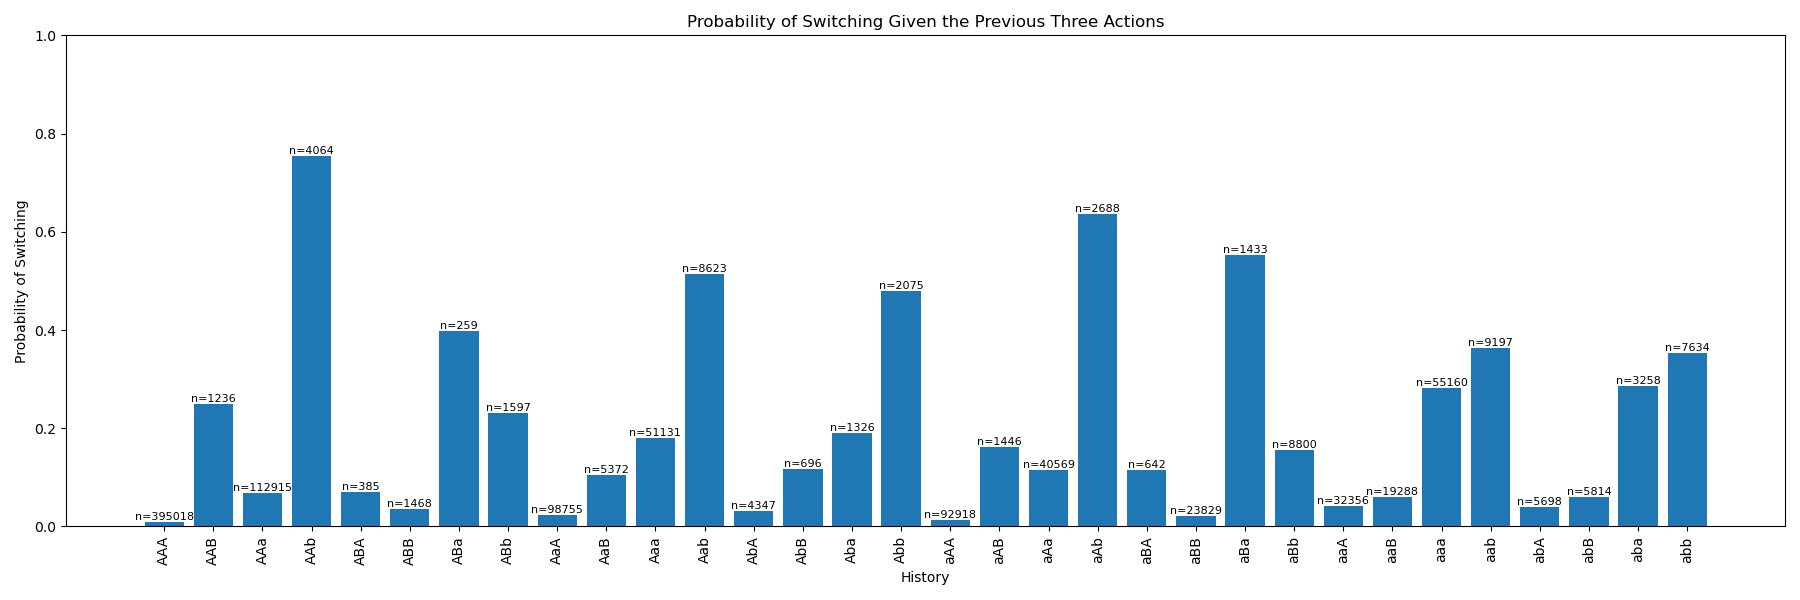 Probability of Switching Given the Previous Three Actions
Probability of Switching
1.0
0.8
0.6
0.4
0.2
0.0
n=395018
n=1236
n=112915
n=4064
n=385
n=1468
n=259
n=1597
n=98755
n=5372
n=51131
n=8623
n=4347
n=696
n=1326
n=2075
n=92918
n=1446
n=40569
n=2688
n=642
n=23829
n=1433
n=8800
n=32356
n=19288
n=55160
n=9197
n=5698
n=5814
n=3258
n=7634
AAA
AAB
AAa
AAb
ABA
ABB
ABa
ABb
AaA
AaB
Aaa
Aab
AbA
AbB
Aba
Abb
aAA
aAB
aAa
aAb
aBA
aBB
aBa
aBb
aaA
aaB
aaa
aab
abA
abB
aba
abb
History